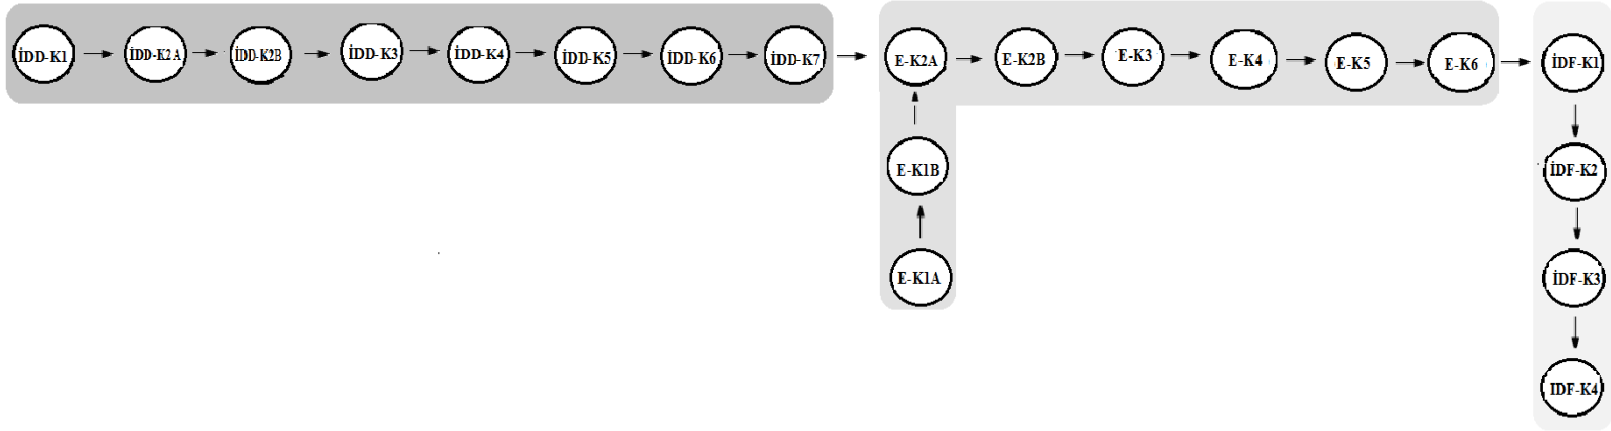 İDD-K1
İDD-K2A
İDD-K2B
İDD-K3
İDD-K4
İDD-K5
İDD-K6
İDD-K7
E-K2A
E-K2B
E-K3
E-K4
E-K5
E-K6
İDF-K1
E-K1B
İDF-K2
E-K1A
İDF-K3
IDF-K4